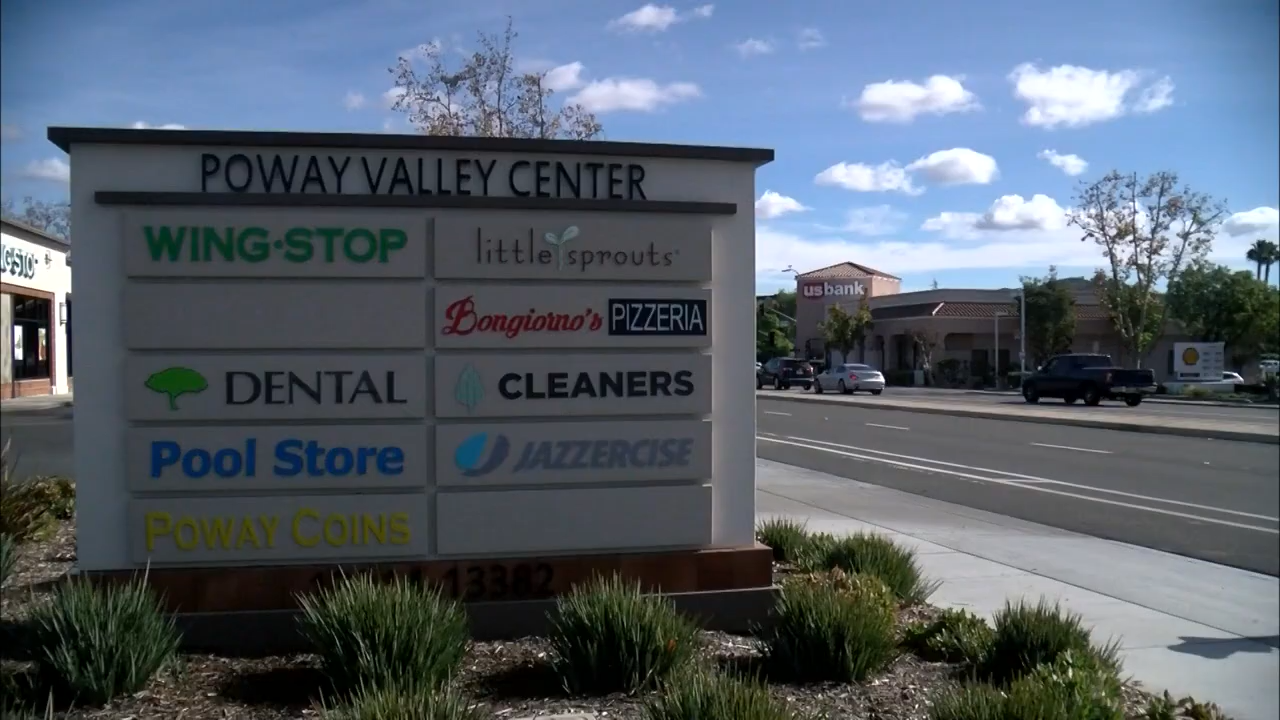 POWAY VALLEY CENTER
WING·STOP
little sprouts
Bongiorno's PIZZERIA
DENTAL
CLEANERS
Pool Store
JAZZERCISE
POWAY COINS
13382
usbank